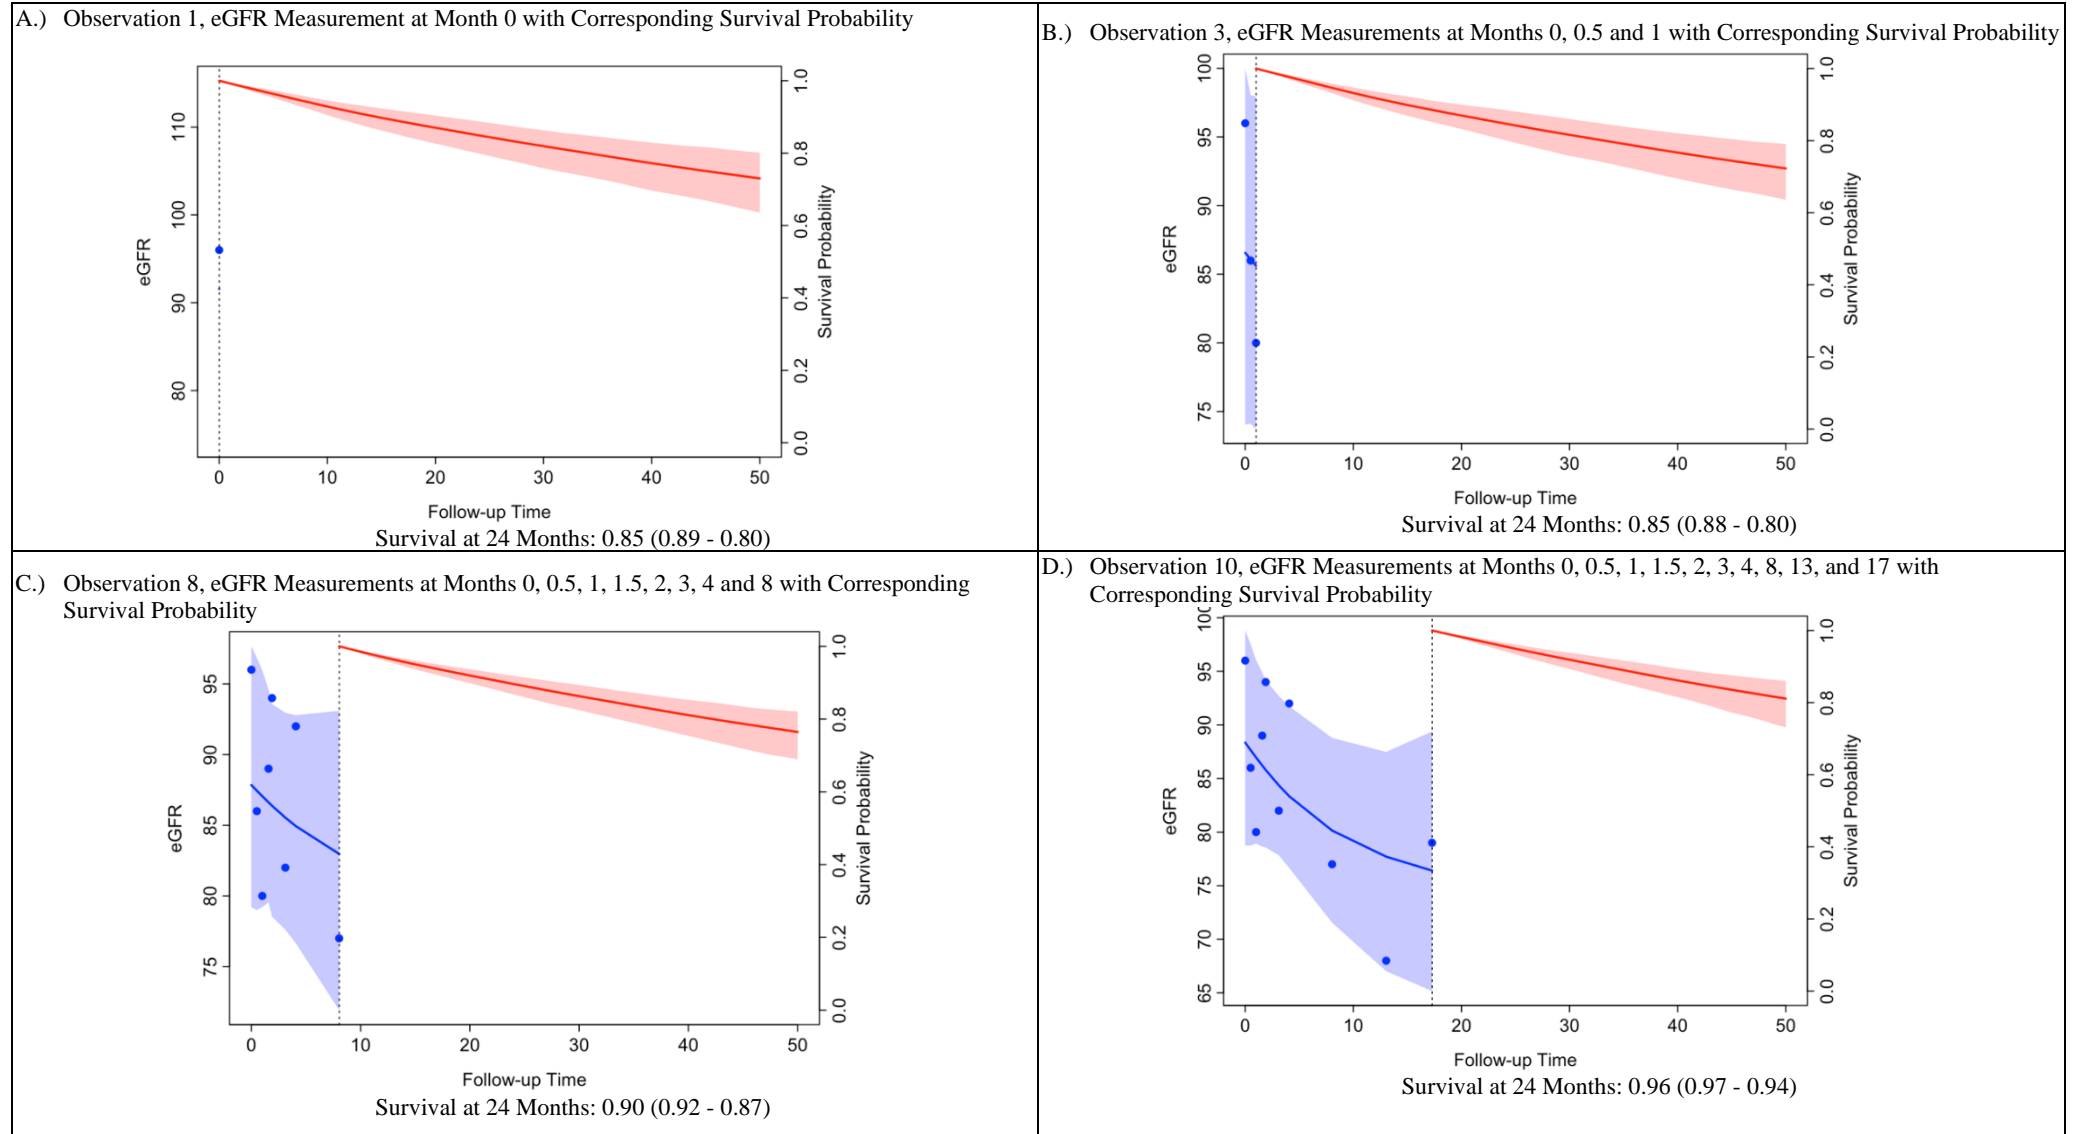 A.) Observation 1, eGFR Measurement at Month 0 with Corresponding Survival Probability
110
100
90
80
eGFR
1.0
0.8
0.6
0.4
0.2
0.0
Survival Probability
0 10 20 30 40 50
Follow-up Time
Survival at 24 Months: 0.85 (0.89 - 0.80)
B.) Observation 3, eGFR Measurements at Months 0, 0.5 and 1 with Corresponding Survival Probability
100
95
90
85
80
75
eGFR
1.0
0.8
0.6
0.4
0.2
0.0
Survival Probability
0 10 20 30 40 50
Follow-up Time
Survival at 24 Months: 0.85 (0.88 - 0.80)
C.) Observation 8, eGFR Measurements at Months 0, 0.5, 1, 1.5, 2, 3, 4 and 8 with Corresponding
Survival Probability
95
90
85
80
75
eGFR
1.0
0.8
0.6
0.4
0.2
0.0
Survival Probability
0 10 20 30 40 50
Follow-up Time
Survival at 24 Months: 0.90 (0.92 - 0.87)
D.) Observation 10, eGFR Measurements at Months 0, 0.5, 1, 1.5, 2, 3, 4, 8, 13, and 17 with
Corresponding Survival Probability
100
95
90
85
80
75
70
65
eGFR
1.0
0.8
0.6
0.4
0.2
0.0
Survival Probability
0 10 20 30 40 50
Follow-up Time
Survival at 24 Months: 0.96 (0.97 - 0.94)